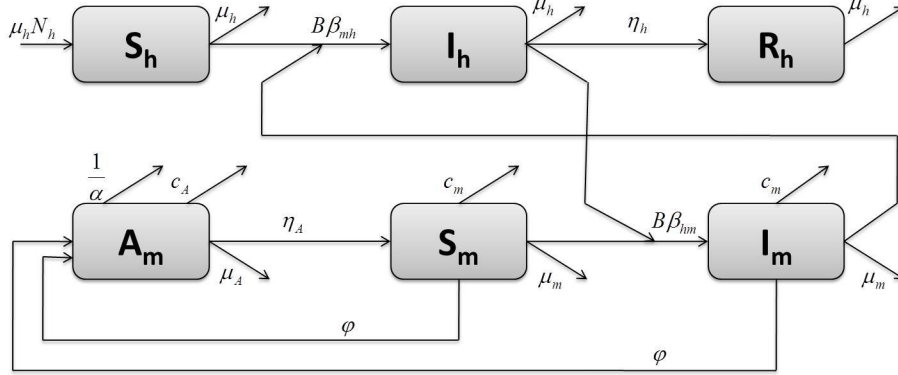 μ_h N_h
S_h
μ_h
Bβ_mh
I_h
μ_h
η_h
R_h
μ_h
1/α
c_A
A_m
η_A
μ_A
c_m
S_m
μ_m
Bβ_hm
c_m
I_m
μ_m
φ
φ